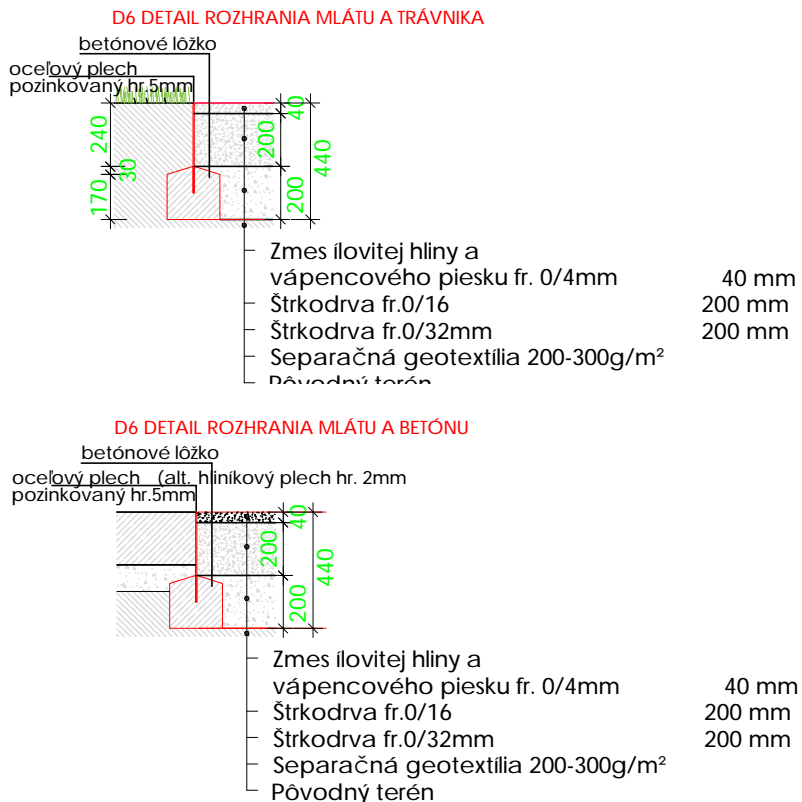 D6 DETAIL ROZHRANIA MLÁTU A TRÁVNIKA
betónové lôžko
oceľový plech
pozinkovaný hr.5mm
240
30
170
40
200
200
440
Zmes ílovitej hliny a
vápencového piesku fr. 0/4mm 40 mm
Štrkodrva fr.0/16 200 mm
Štrkodrva fr.0/32mm 200 mm
Separačná geotextília 200-300g/m²
Pôvodný terén
D6 DETAIL ROZHRANIA MLÁTU A BETÓNU
betónové lôžko
oceľový plech (alt. hliníkový plech hr. 2mm
pozinkovaný hr.5mm
40
200
200
440
Zmes ílovitej hliny a
vápencového piesku fr. 0/4mm 40 mm
Štrkodrva fr.0/16 200 mm
Štrkodrva fr.0/32mm 200 mm
Separačná geotextília 200-300g/m²
Pôvodný terén